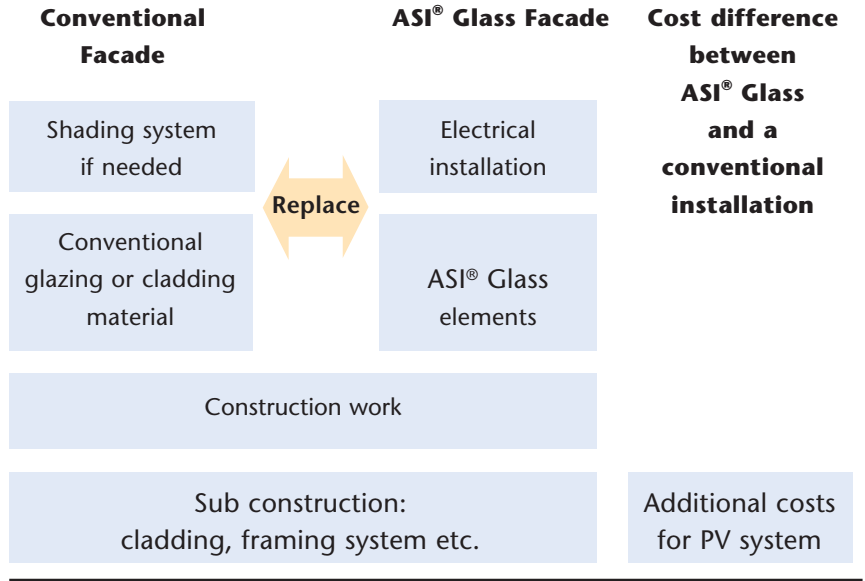 Conventional
Facade
ASI® Glass Facade
Cost difference
between
ASI® Glass
and a
conventional
installation
Shading system
if needed
Electrical
installation
Replace
Conventional
glazing or cladding
material
ASI® Glass
elements
Construction work
Sub construction:
cladding, framing system etc.
Additional costs
for PV system